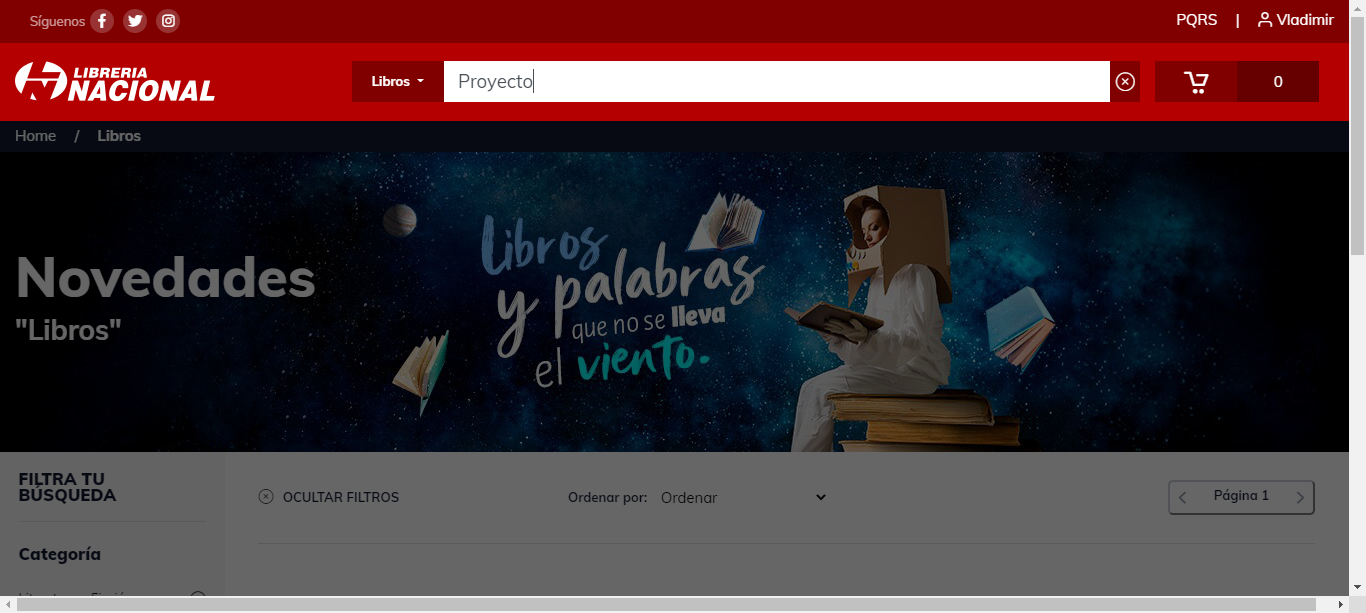 Síguenos
PQRS | Vladimir
LIBRERIA
NACIONAL
Libros
Proyecto
0
Home / Libros
Novedades
"Libros"
Libros
y palabras
que no se lleva
el viento.
FILTRA TU
BÚSQUEDA
OCULTAR FILTROS
Ordenar por: Ordenar
Página 1
Categoría